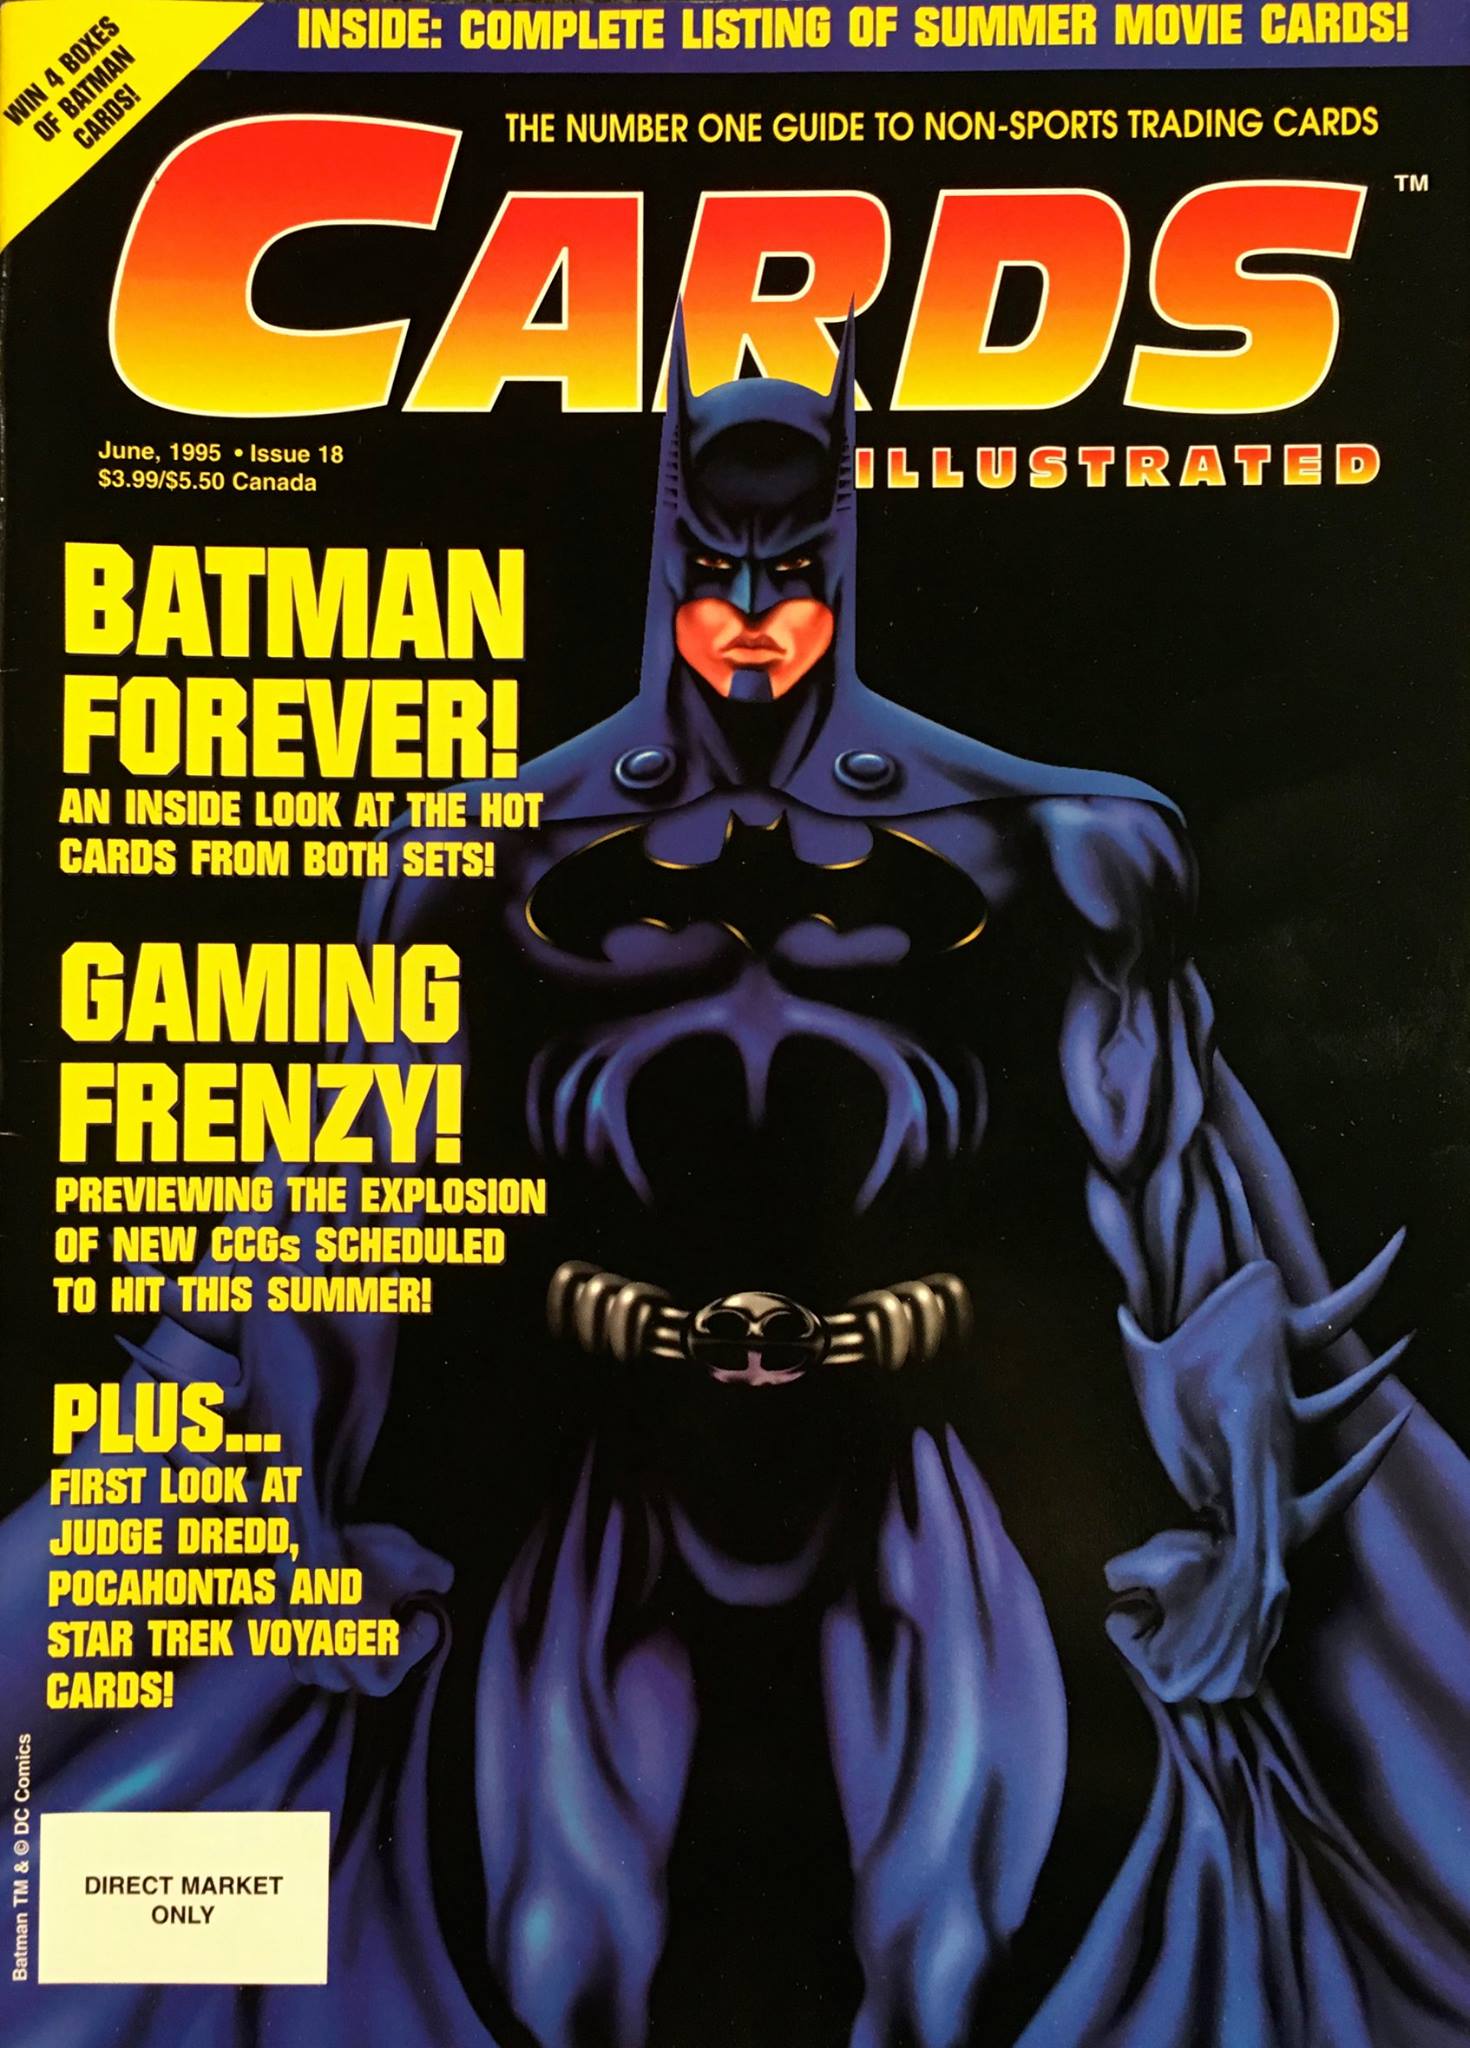 INSIDE: COMPLETE LISTING OF SUMMER MOVIE CARDS!
WIN 4 BOXES
OF BATMAN
CARDS!
THE NUMBER ONE GUIDE TO NON-SPORTS TRADING CARDS
CARDS™
ILLUSTRATED
June, 1995 • Issue 18
$3.99/$5.50 Canada
BATMAN
FOREVER!
AN INSIDE LOOK AT THE HOT
CARDS FROM BOTH SETS!
GAMING
FRENZY!
PREVIEWING THE EXPLOSION
OF NEW CCGs SCHEDULED
TO HIT THIS SUMMER!
PLUS...
FIRST LOOK AT
JUDGE DREDD,
POCAHONTAS AND
STAR TREK VOYAGER
CARDS!
Batman TM & © DC Comics
DIRECT MARKET
ONLY